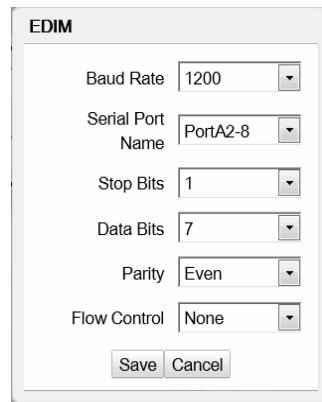 EDIM
Baud Rate 1200
Serial Port
Name PortA2-8
Stop Bits 1
Data Bits 7
Parity Even
Flow Control None
Save Cancel